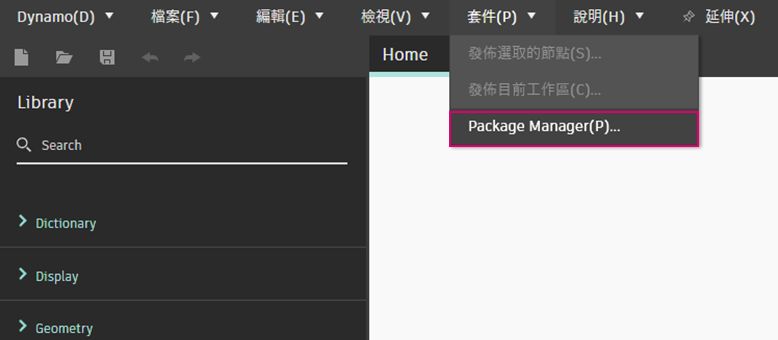 Dynamo(D) 檔案(F) 編輯(E) 檢視(V) 套件(P) 說明(H) 延伸(X)
Home
發佈選取的節點(S)...
發佈目前工作區(C)...
Package Manager(P)...
Library
Search
Dictionary
Display
Geometry